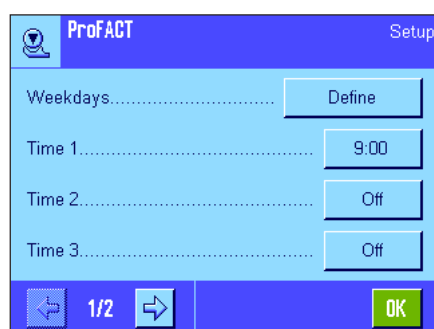 ProFACT Setup
Weekdays............................ Define
Time 1............................................ 9:00
Time 2............................................ Off
Time 3............................................ Off
1/2 OK